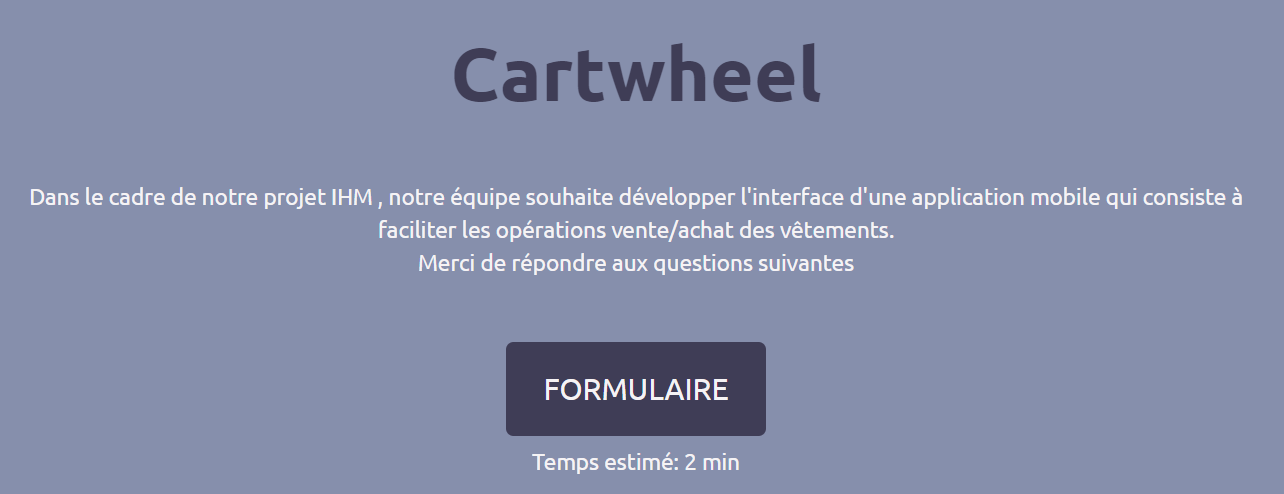 Cartwheel
Dans le cadre de notre projet IHM , notre équipe souhaite développer l'interface d'une application mobile qui consiste à
faciliter les opérations vente/achat des vêtements.
Merci de répondre aux questions suivantes
FORMULAIRE
Temps estimé: 2 min